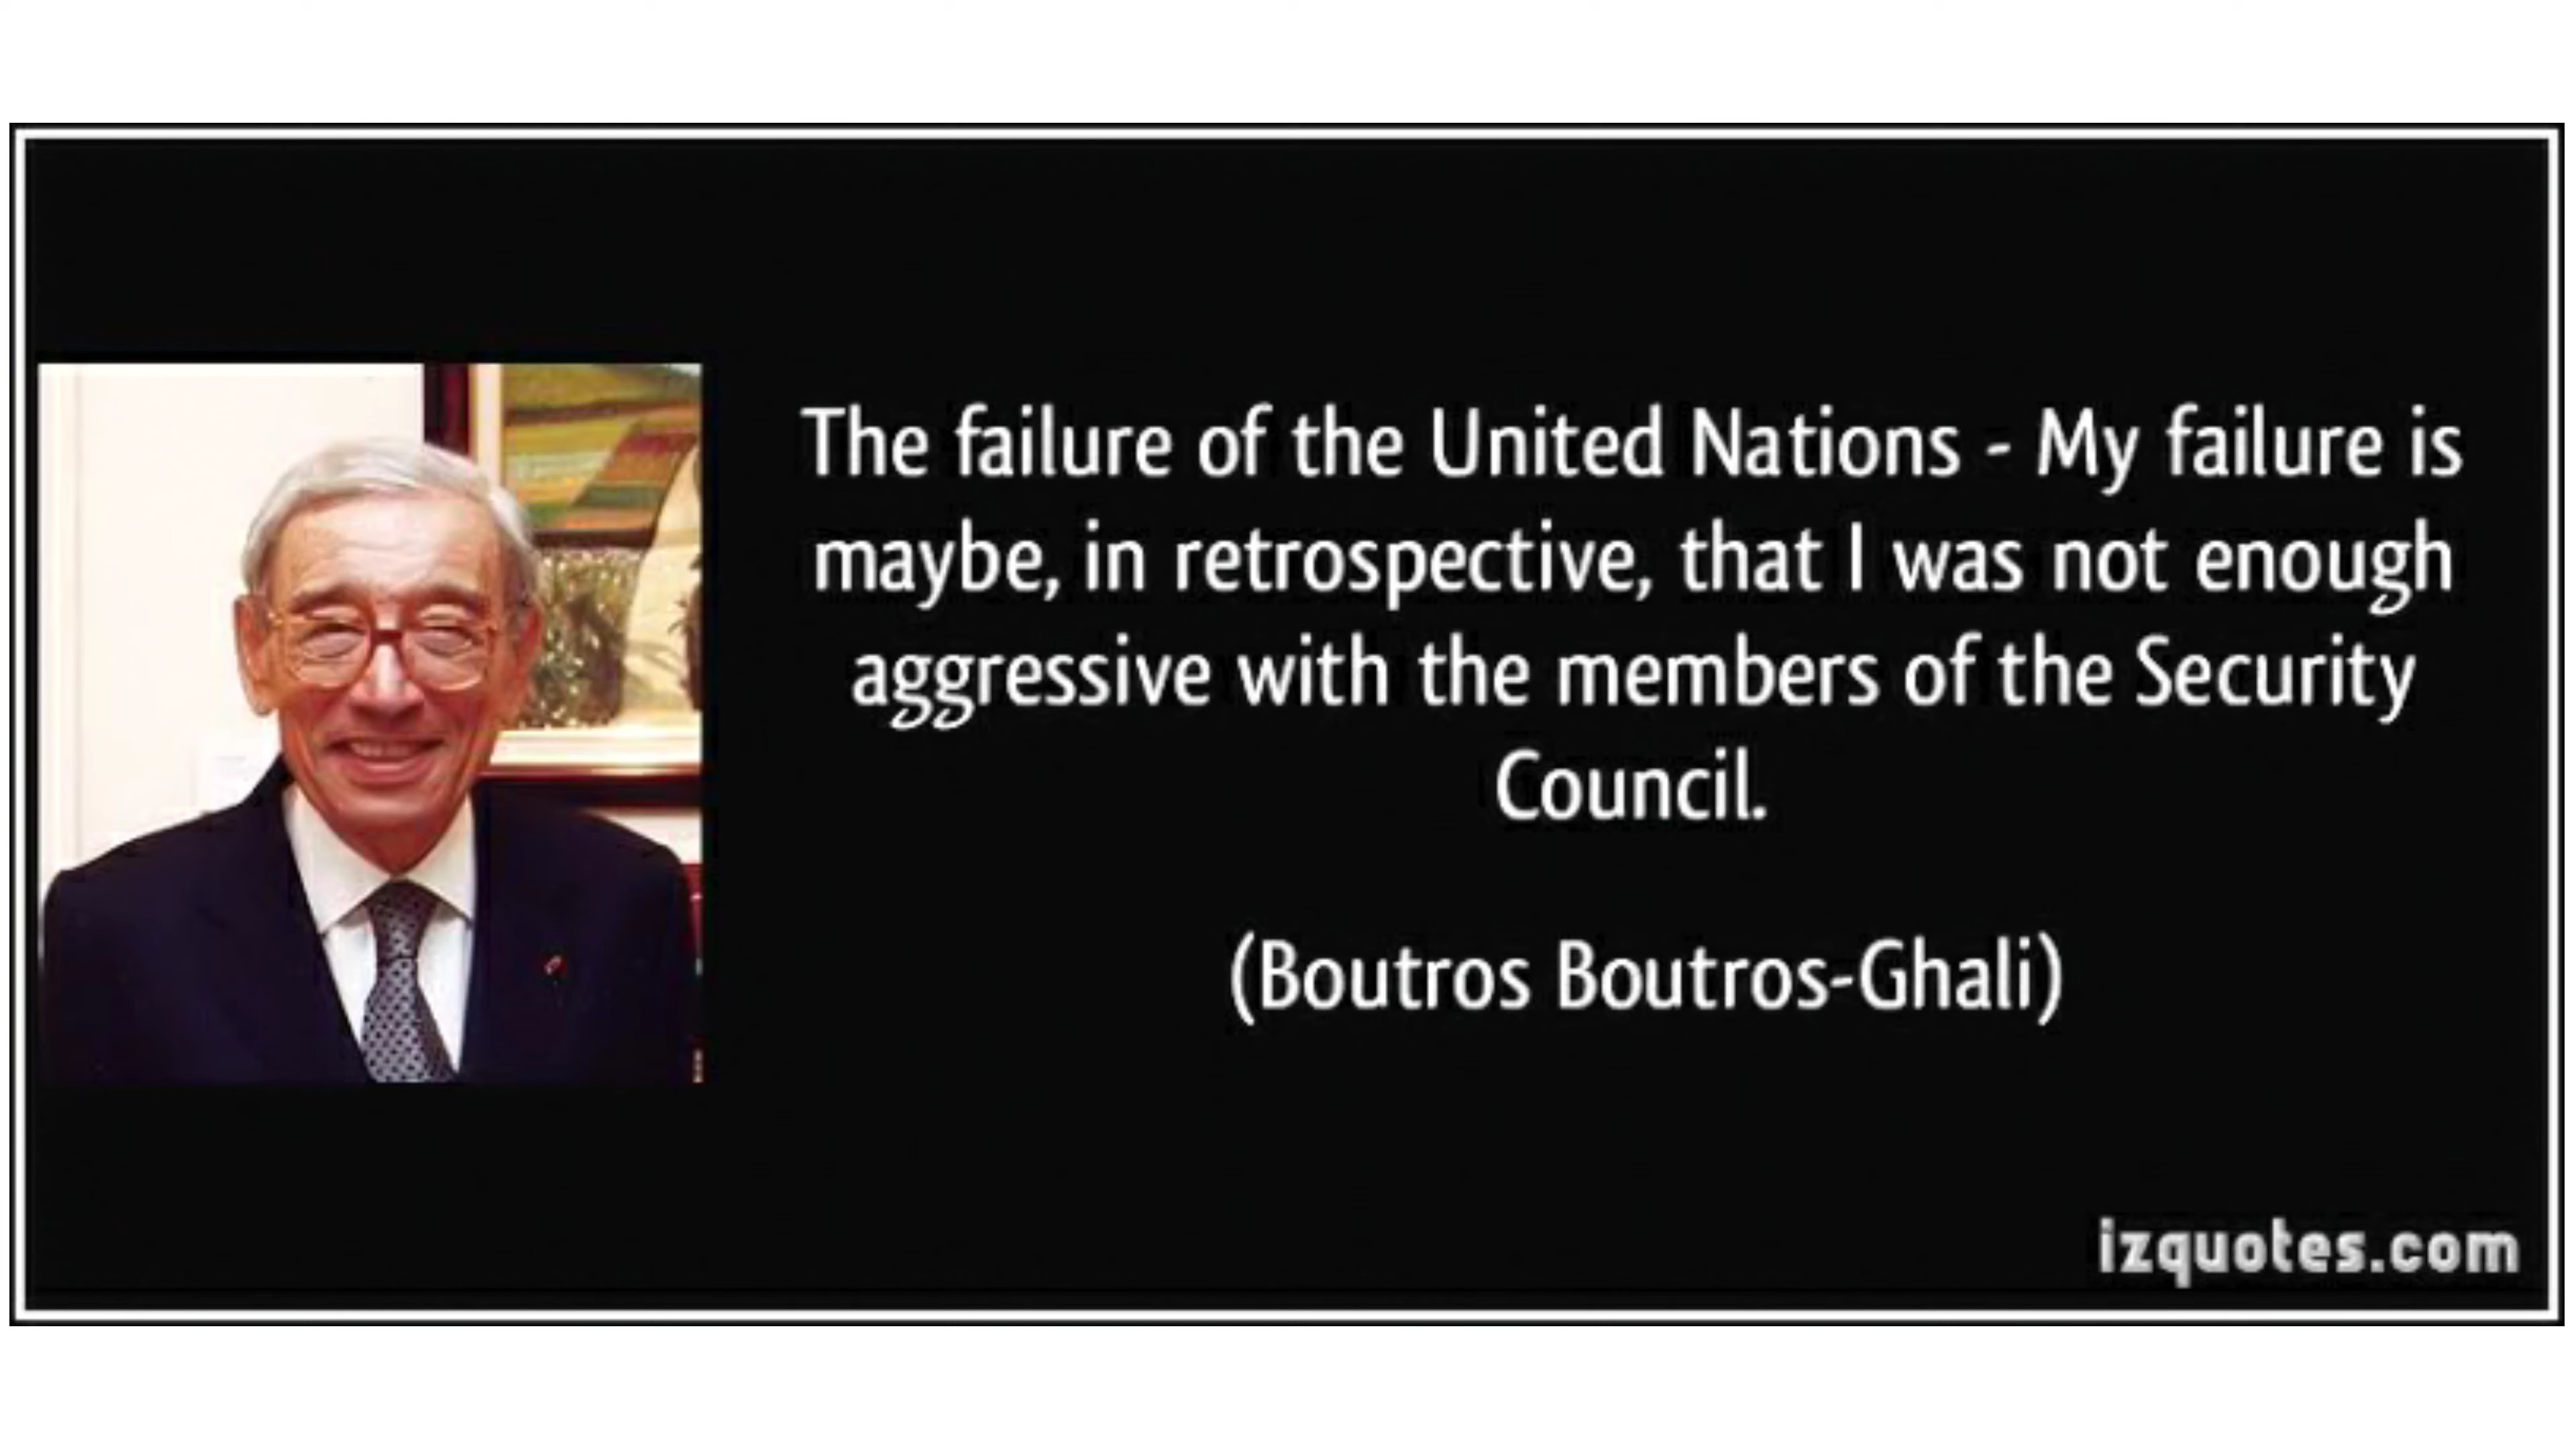 The failure of the United Nations - My failure is
maybe, in retrospective, that I was not enough
aggressive with the members of the Security
Council.
(Boutros Boutros-Ghali)
izquotes.com